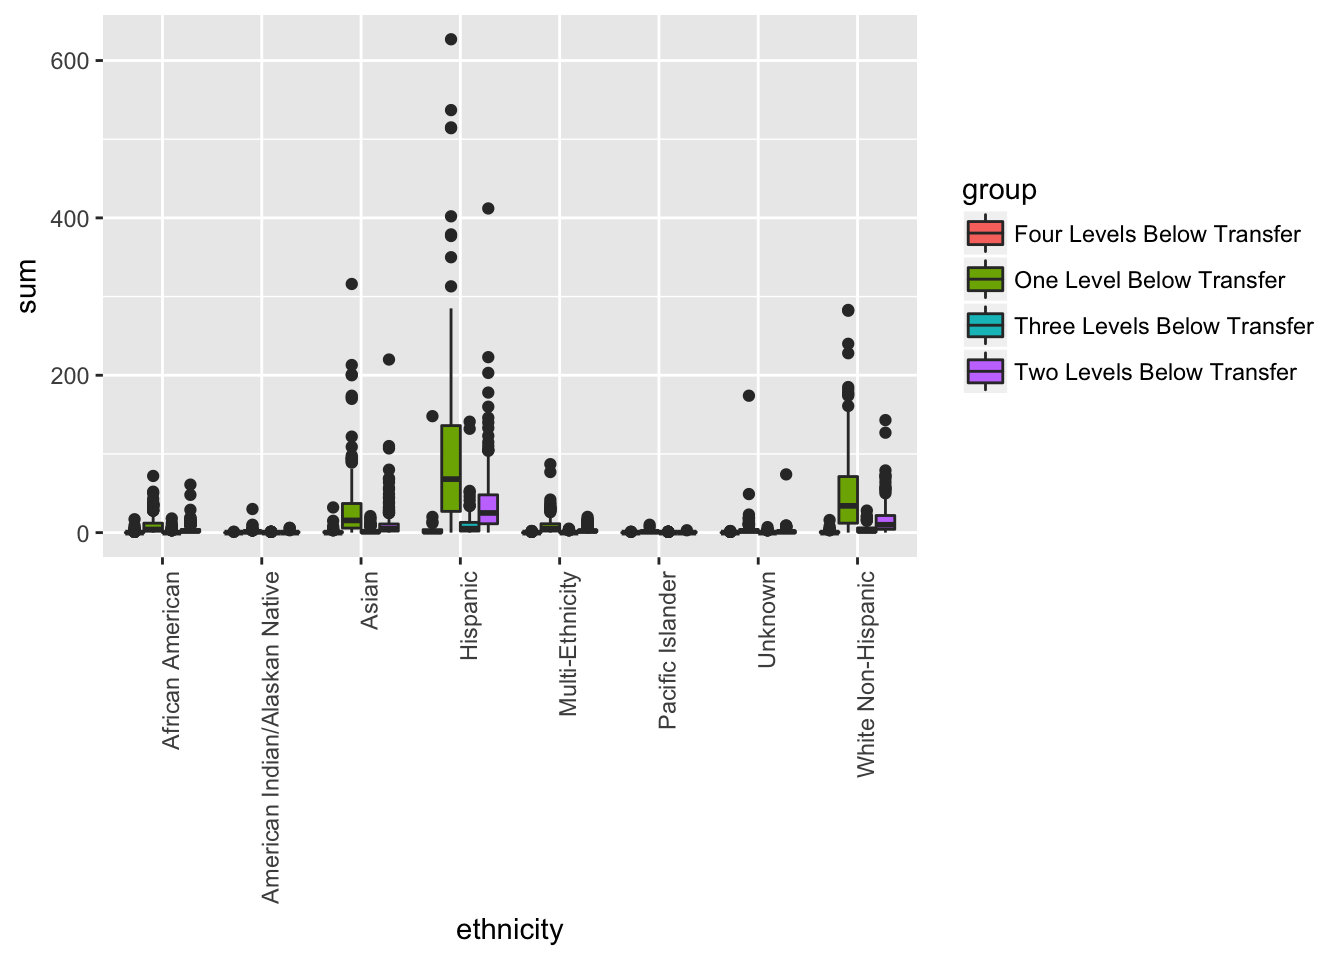 600
400
200
0
sum
African American
American Indian/Alaskan Native
Asian
Hispanic
Multi-Ethnicity
Pacific Islander
Unknown
White Non-Hispanic
ethnicity
group
Four Levels Below Transfer
One Level Below Transfer
Three Levels Below Transfer
Two Levels Below Transfer